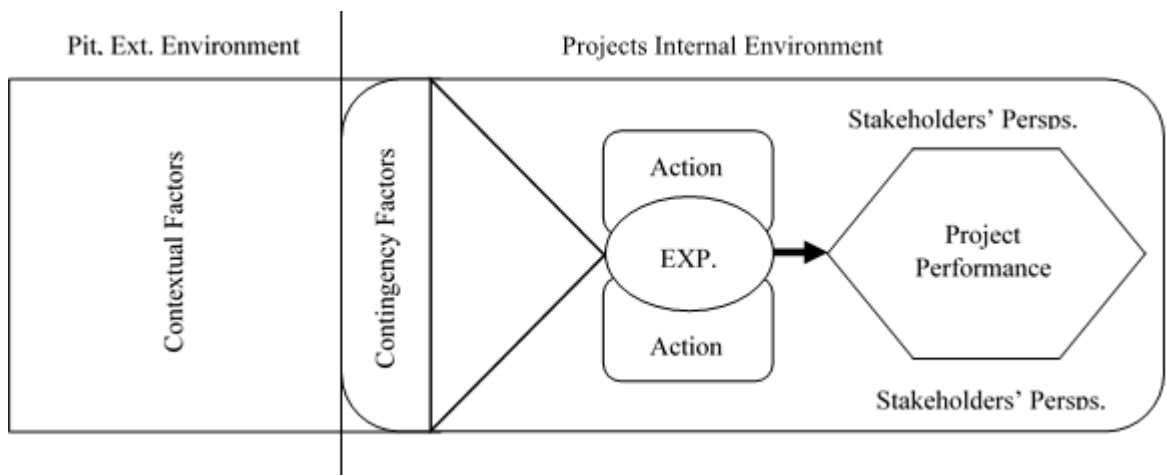 Pit. Ext. Environment
Projects Internal Environment
Contextual Factors
Contingency Factors
Action
EXP.
Action
Stakeholders’ Persps.
Project
Performance
Stakeholders’ Persps.